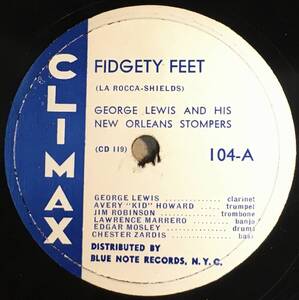 CLIMAX
FIDGETY FEET
(LA ROCCA-SHIELDS)
GEORGE LEWIS AND HIS
NEW ORLEANS STOMPERS
(CD 119)
104-A
GEORGE LEWIS .......... clarinet
AVERY "KID" HOWARD ..... trumpet
JIM ROBINSON .......... trombone
LAWRENCE MARRERO ...... banjo
EDGAR MOSLEY .......... drums
CHESTER ZARDIS ........ bass
DISTRIBUTED BY
BLUE NOTE RECORDS, N.Y.C.